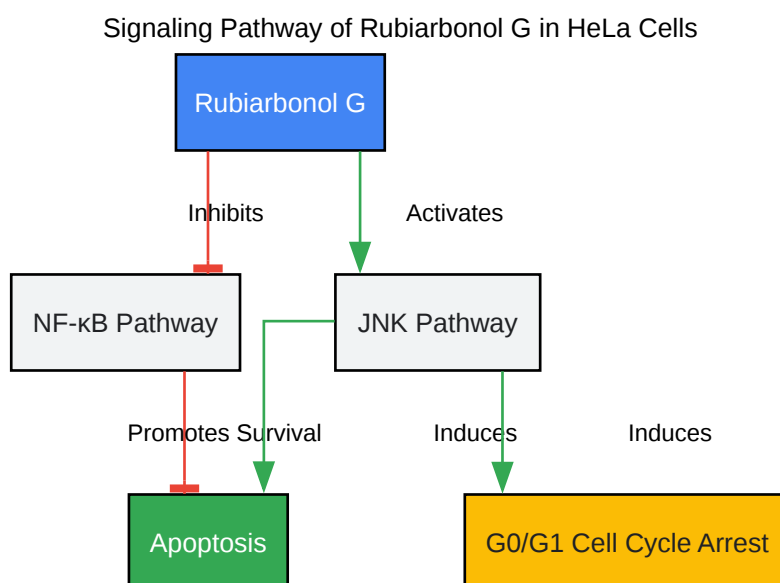 Signaling Pathway of Rubiarbonol G in HeLa Cells
Rubiarbonol G
Inhibits
Activates
NF-κB Pathway
JNK Pathway
Promotes Survival
Induces
Induces
Apoptosis
G0/G1 Cell Cycle Arrest